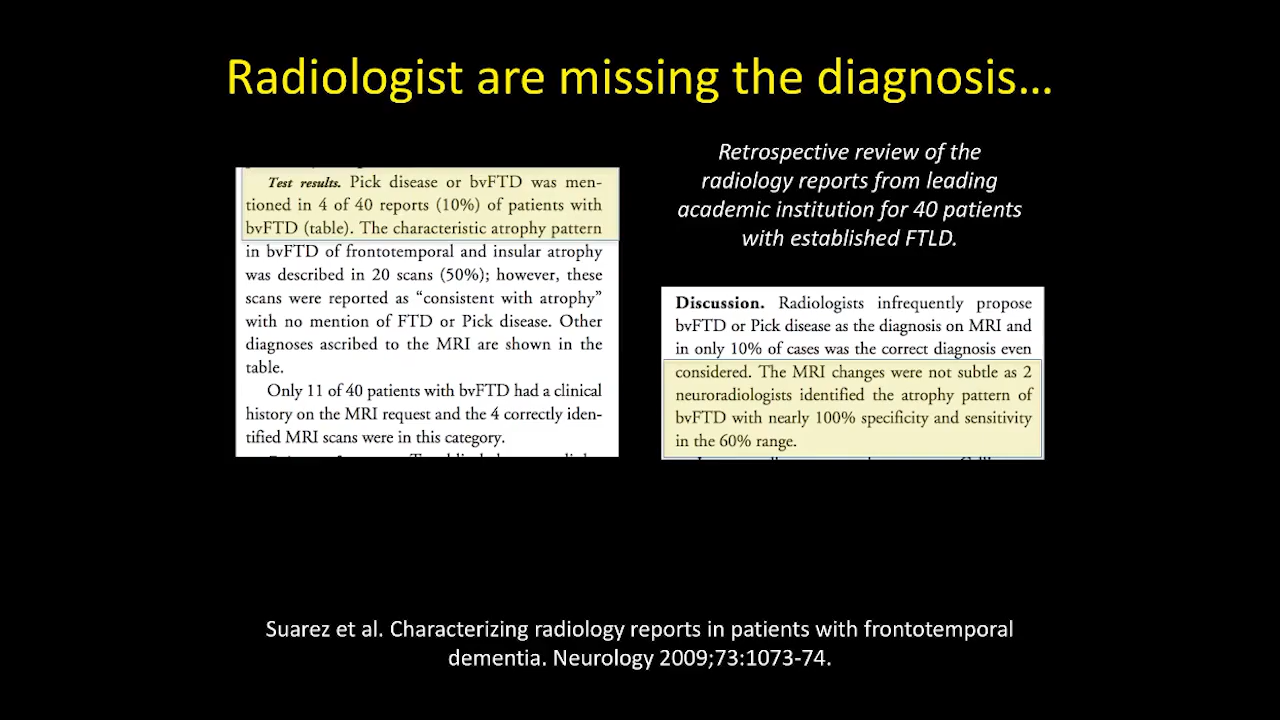 Radiologist are missing the diagnosis...
Test results. Pick disease or bvFTD was men-
tioned in 4 of 40 reports (10%) of patients with
bvFTD (table). The characteristic atrophy pattern
in bvFTD of frontotemporal and insular atrophy
was described in 20 scans (50%); however, these
scans were reported as “consistent with atrophy”
with no mention of FTD or Pick disease. Other
diagnoses ascribed to the MRI are shown in the
table.
Only 11 of 40 patients with bvFTD had a clinical
history on the MRI request and the 4 correctly iden-
tified MRI scans were in this category.
Retrospective review of the
radiology reports from leading
academic institution for 40 patients
with established FTLD.
Discussion. Radiologists infrequently propose
bvFTD or Pick disease as the diagnosis on MRI and
in only 10% of cases was the correct diagnosis even
considered. The MRI changes were not subtle as 2
neuroradiologists identified the atrophy pattern of
bvFTD with nearly 100% specificity and sensitivity
in the 60% range.
Suarez et al. Characterizing radiology reports in patients with frontotemporal
dementia. Neurology 2009;73:1073-74.